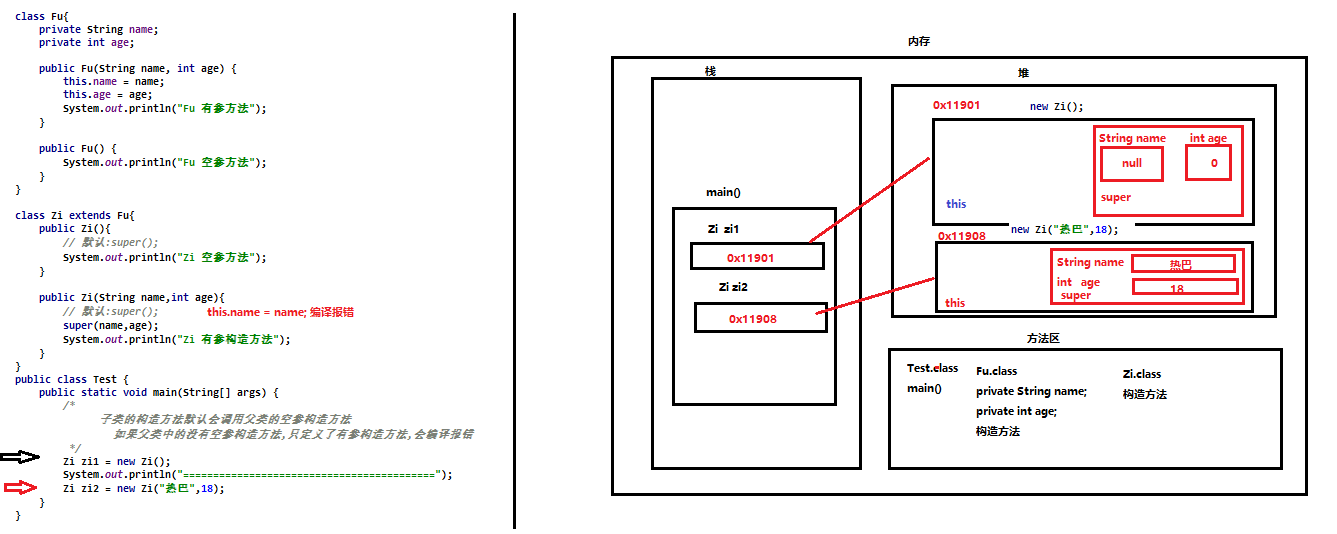 class Fu{
private String name;
private int age;
public Fu(String name, int age) {
this.name = name;
this.age = age;
System.out.println("Fu 有参方法");
}
public Fu() {
System.out.println("Fu 空参方法");
}
}
class Zi extends Fu{
public Zi(){
// 默认:super();
System.out.println("Zi 空参方法");
}
public Zi(String name,int age){
// 默认:super(); this.name = name; 编译报错
super(name,age);
System.out.println("Zi 有参构造方法");
}
}
public class Test {
public static void main(String[] args) {
/*
子类的构造方法默认会调用父类的空参构造方法
如果父类中的没有空参构造方法,只定义了有参构造方法,会编译报错
*/
Zi zi1 = new Zi();
System.out.println("==========================================");
Zi zi2 = new Zi("热巴",18);
}
}
内存
栈
main()
Zi zi1
0x11901
Zi zi2
0x11908
堆
0x11901 new Zi();
String name int age
null 0
super
this
new Zi("热巴",18);
0x11908
String name 热巴
int age 18
super
this
方法区
Test.class
main()
Fu.class
private String name;
private int age;
构造方法
Zi.class
构造方法